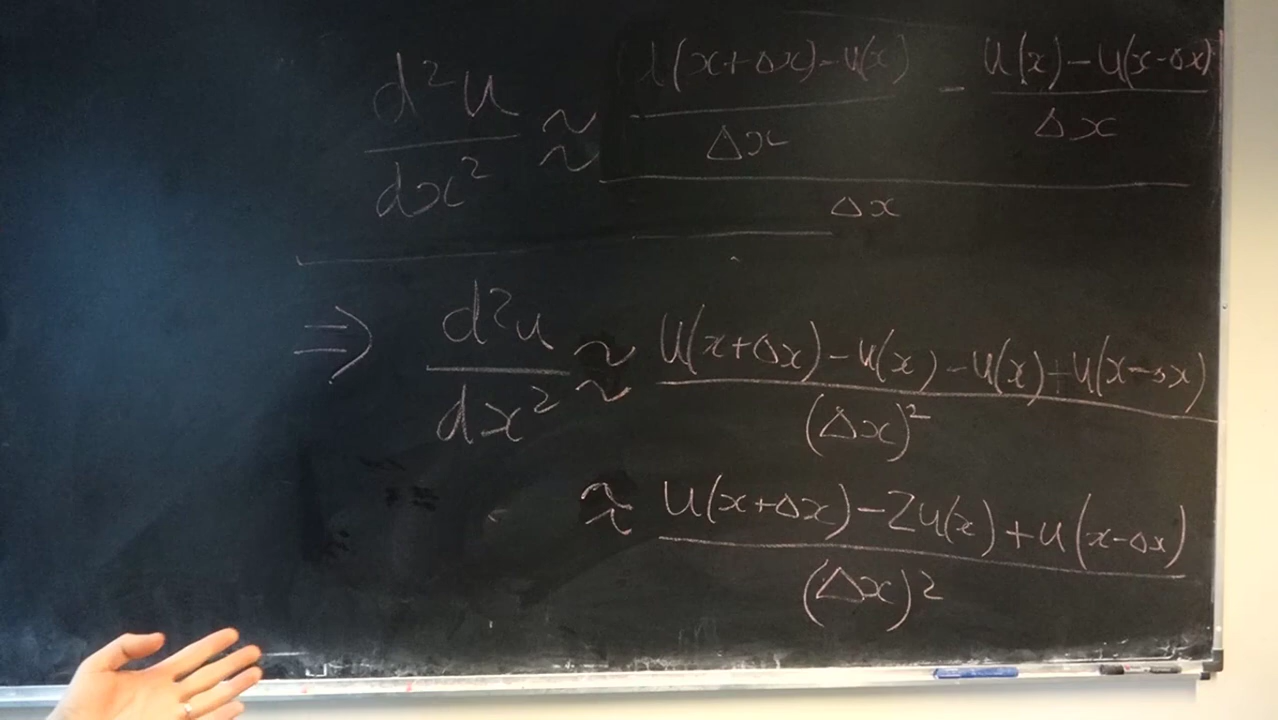 d²u/dx² ≈ ((u(x+Δx)-u(x))/Δx - (u(x)-u(x-Δx))/Δx)/Δx
⇒ d²u/dx² ≈ (u(x+Δx)-u(x)-u(x)+u(x-Δx))/(Δx)²
≈ (u(x+Δx)-2u(x)+u(x-Δx))/(Δx)²